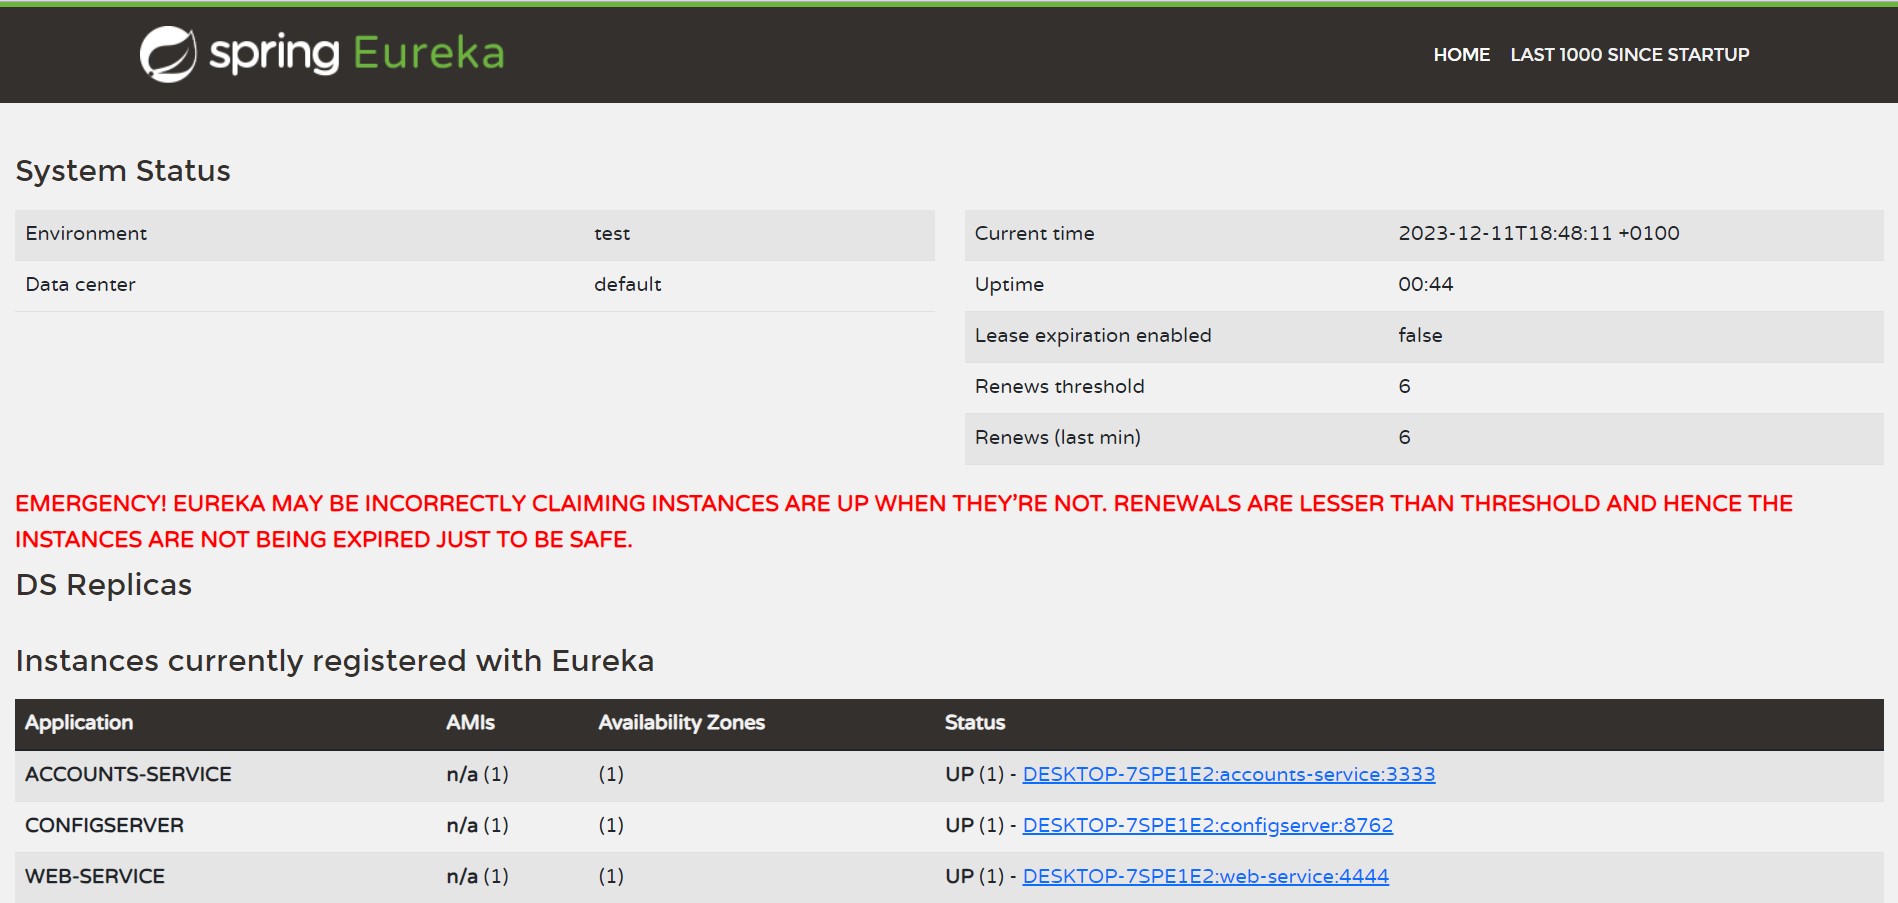 spring Eureka
HOME LAST 1000 SINCE STARTUP
System Status
Environment test
Data center default
Current time 2023-12-11T18:48:11 +0100
Uptime 00:44
Lease expiration enabled false
Renews threshold 6
Renews (last min) 6
EMERGENCY! EUREKA MAY BE INCORRECTLY CLAIMING INSTANCES ARE UP WHEN THEY'RE NOT. RENEWALS ARE LESSER THAN THRESHOLD AND HENCE THE
INSTANCES ARE NOT BEING EXPIRED JUST TO BE SAFE.
DS Replicas
Instances currently registered with Eureka
Application AMIs Availability Zones Status
ACCOUNTS-SERVICE n/a (1) (1) UP (1) - DESKTOP-7SPE1E2:accounts-service:3333
CONFIGSERVER n/a (1) (1) UP (1) - DESKTOP-7SPE1E2:configserver:8762
WEB-SERVICE n/a (1) (1) UP (1) - DESKTOP-7SPE1E2:web-service:4444